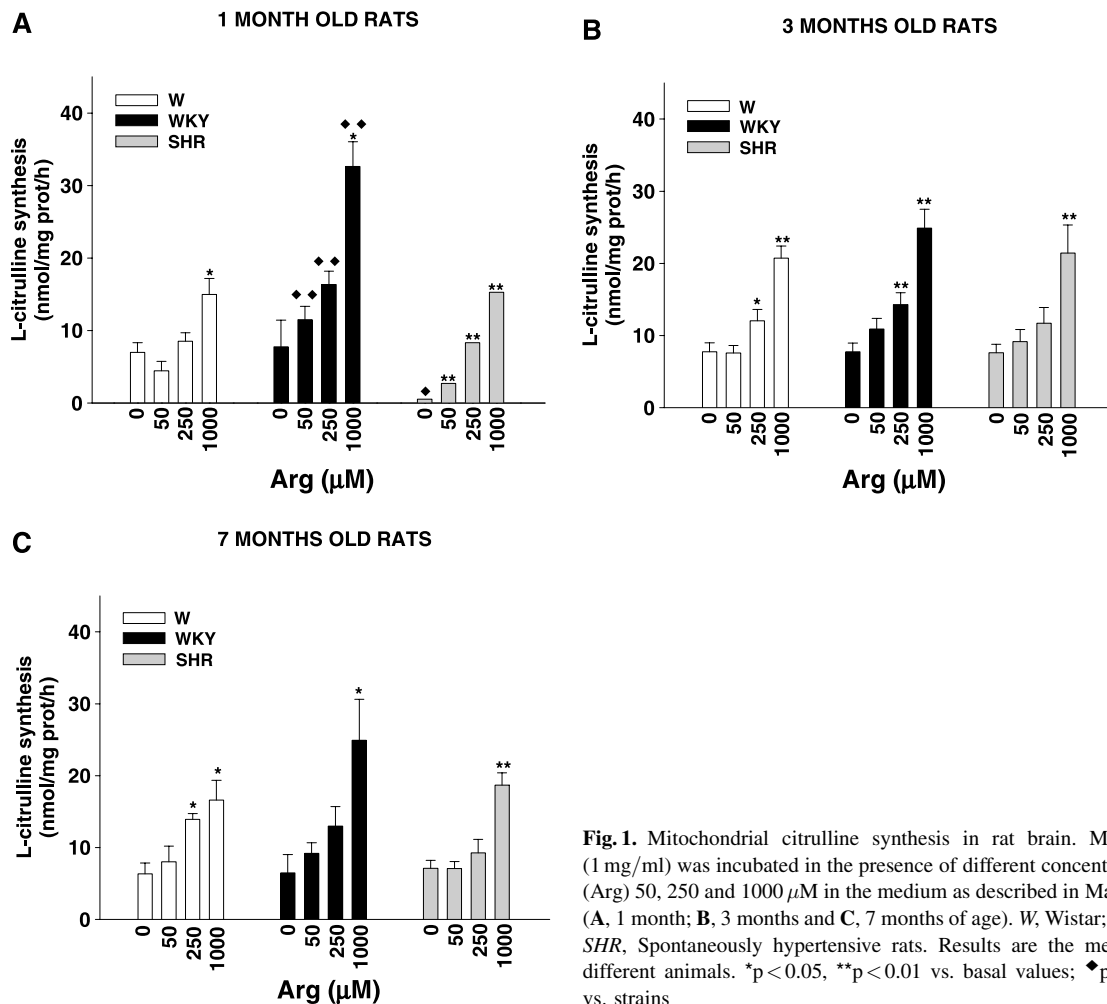 A
1 MONTH OLD RATS
L-citrulline synthesis
(nmol/mg prot/h)
40
30
20
10
0
W
WKY
SHR
*
◆◆
◆◆
◆◆
*
◆
**
**
**
0 50 250 1000 0 50 250 1000 0 50 250 1000
Arg (μM)
B
3 MONTHS OLD RATS
L-citrulline synthesis
(nmol/mg prot/h)
40
30
20
10
0
W
WKY
SHR
*
**
**
**
**
0 50 250 1000 0 50 250 1000 0 50 250 1000
Arg (μM)
C
7 MONTHS OLD RATS
L-citrulline synthesis
(nmol/mg prot/h)
40
30
20
10
0
W
WKY
SHR
*
*
*
**
0 50 250 1000 0 50 250 1000 0 50 250 1000
Arg (μM)
Fig. 1. Mitochondrial citrulline synthesis in rat brain. M
(1 mg/ml) was incubated in the presence of different concent
(Arg) 50, 250 and 1000 μM in the medium as described in Ma
(A, 1 month; B, 3 months and C, 7 months of age). W, Wistar;
SHR, Spontaneously hypertensive rats. Results are the me
different animals. *p < 0.05, **p < 0.01 vs. basal values; ◆p
vs. strains